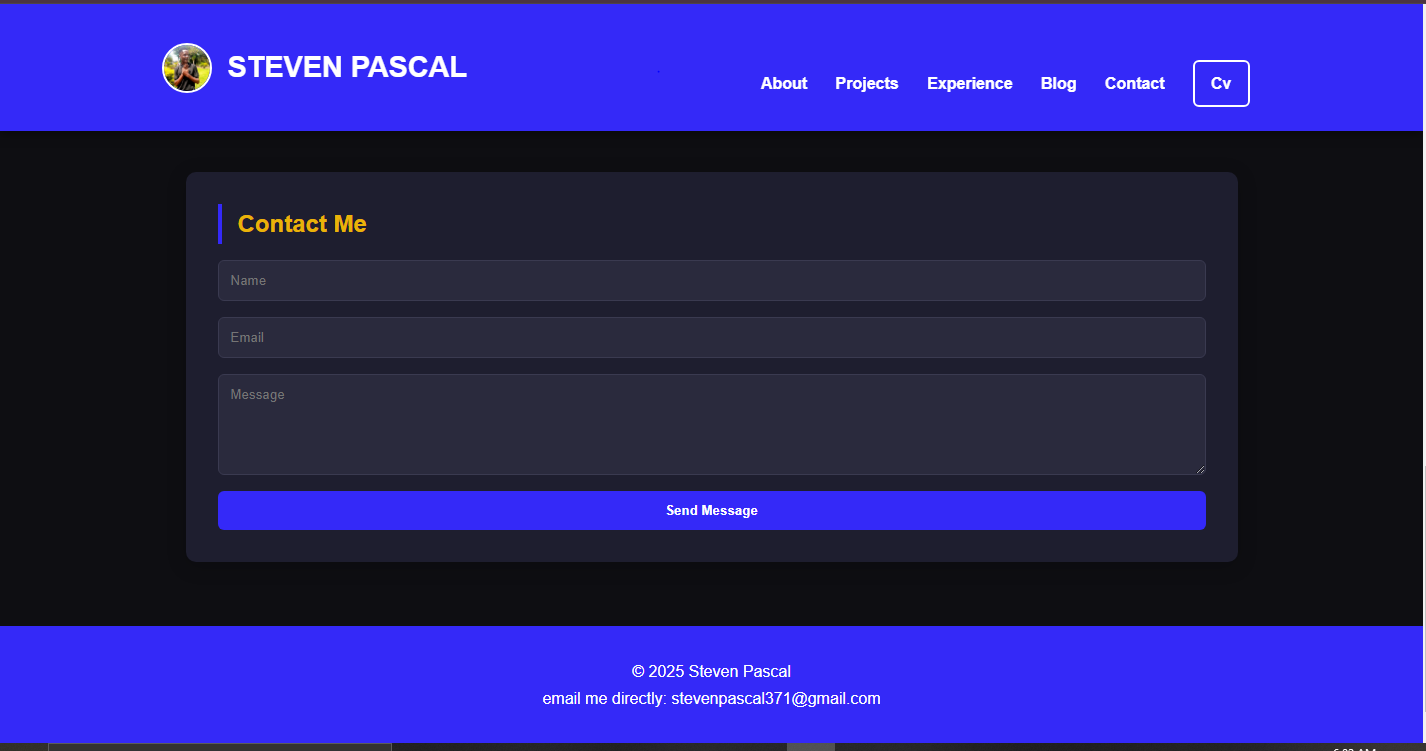 STEVEN PASCAL
About Projects Experience Blog Contact Cv
Contact Me
Name
Email
Message
Send Message
© 2025 Steven Pascal
email me directly: stevenpascal371@gmail.com